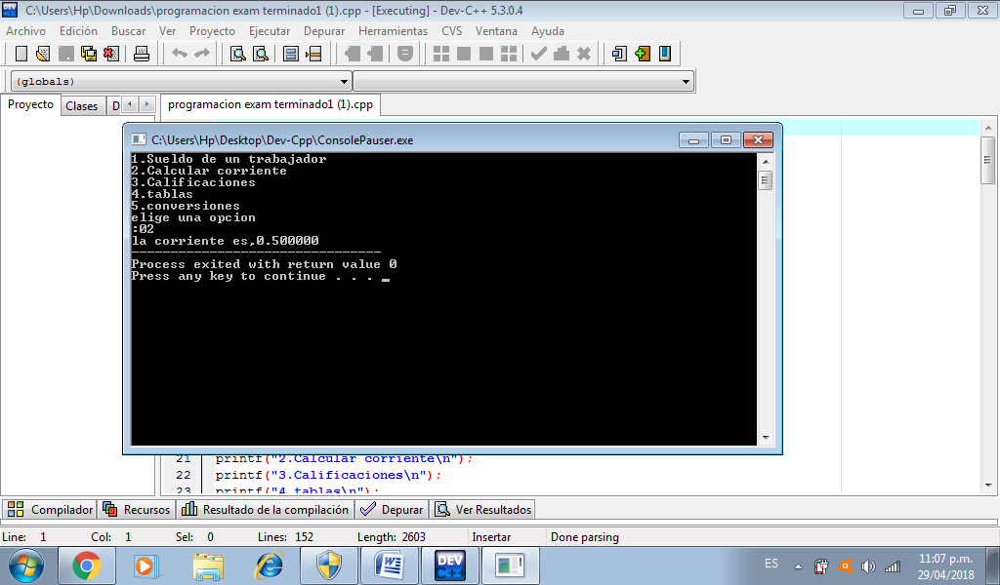 C:\Users\Hp\Downloads\programacion exam terminado1 (1).cpp - [Executing] - Dev-C++ 5.3.0.4
Archivo Edición Buscar Ver Proyecto Ejecutar Depurar Herramientas CVS Ventana Ayuda
(globals)
Proyecto Clases D programacion exam terminado1 (1).cpp
C:\Users\Hp\Desktop\Dev-Cpp\ConsolePauser.exe
1.Sueldo de un trabajador
2.Calcular corriente
3.Calificaciones
4.tablas
5.conversiones
elige una opcion
:02
la corriente es,0.500000
--------------------------------
Process exited with return value 0
Press any key to continue . . . _
21 printf("2.Calcular corriente\n");
22 printf("3.Calificaciones\n");
23 printf("4.tablas\n");
Compilador Recursos Resultado de la compilación Depurar Ver Resultados
Line: 1 Col: 1 Sel: 0 Lines: 152 Length: 2603 Insertar Done parsing
DEV C++
ES
11:07 p.m.
29/04/2018